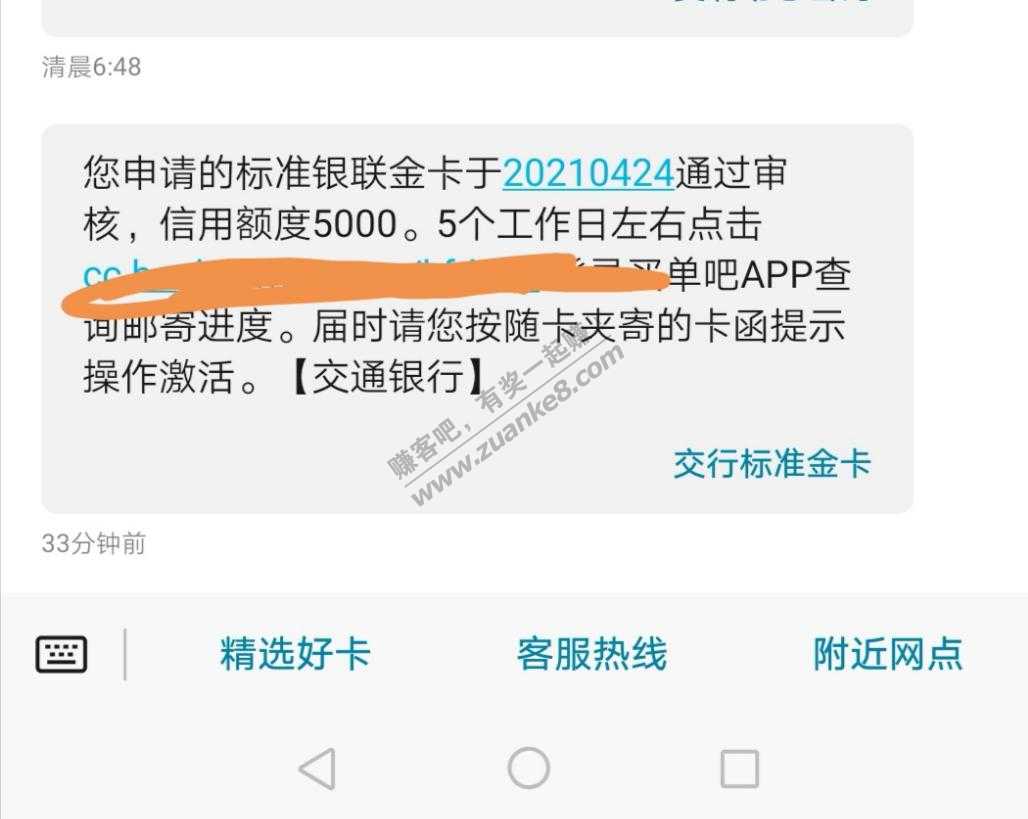 清晨6:48
您申请的标准银联金卡于20210424通过审
核，信用额度5000。5个工作日左右点击
买单吧APP查
询邮寄进度。届时请您按随卡夹寄的卡函提示
操作激活。【交通银行】
赚客吧，有奖一起赚
www.zuanke8.com
交行标准金卡
33分钟前
精选好卡
客服热线
附近网点